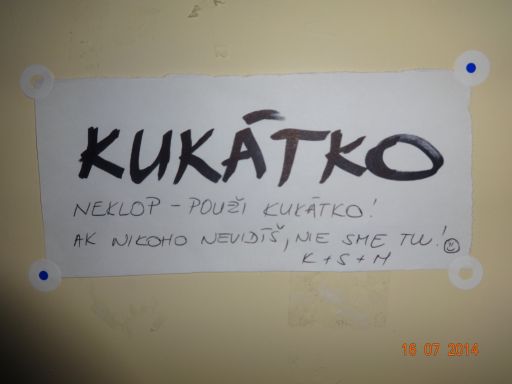 KUKÁTKO
NEKLOP - POUŽI KUKÁTKO!
AK NIKOHO NEVIDÍŠ, NIE SME TU!
K + S + M
16 07 2014